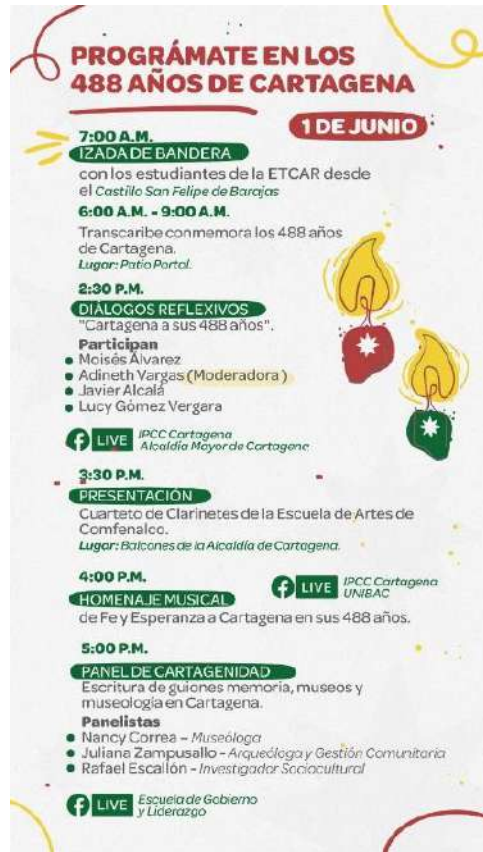 PROGRÁMATE EN LOS
488 AÑOS DE CARTAGENA
1 DE JUNIO
7:00 A.M.
IZADA DE BANDERA
con los estudiantes de la ETCAR desde
el Castillo San Felipe de Barajas
6:00 A.M. - 9:00 A.M.
Transcaribe conmemora los 488 años
de Cartagena.
Lugar: Patio Portal.
2:30 P.M.
DIÁLOGOS REFLEXIVOS
"Cartagena a sus 488 años".
Participan
Moisés Álvarez
Adineth Vargas (Moderadora)
Javier Alcalá
Lucy Gómez Vergara
LIVE IPCC Cartagena
Alcaldía Mayor de Cartagena
3:30 P.M.
PRESENTACIÓN
Cuarteto de Clarinetes de la Escuela de Artes de
Comfenalco.
Lugar: Balcones de la Alcaldía de Cartagena.
4:00 P.M.
LIVE IPCC Cartagena
UNIBAC
HOMENAJE MUSICAL
de Fe y Esperanza a Cartagena en sus 488 años.
5:00 P.M.
PANEL DE CARTAGENIDAD
Escritura de guiones memoria, museos y
museología en Cartagena.
Panelistas
Nancy Correa - Museóloga
Juliana Zampusallo - Arqueóloga y Gestión Comunitaria
Rafael Escallón - Investigador Sociocultural
LIVE Escuela de Gobierno
y Liderazgo